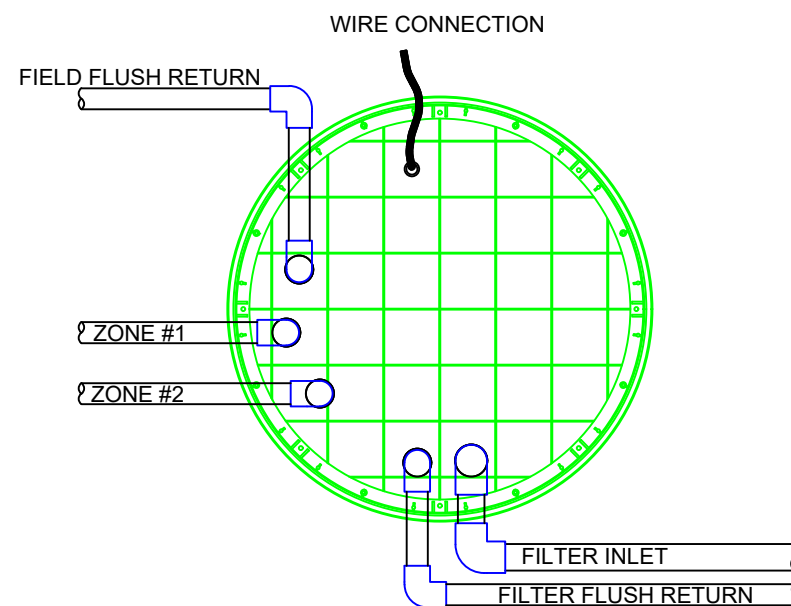 WIRE CONNECTION
FIELD FLUSH RETURN
ZONE #1
ZONE #2
FILTER INLET
FILTER FLUSH RETURN